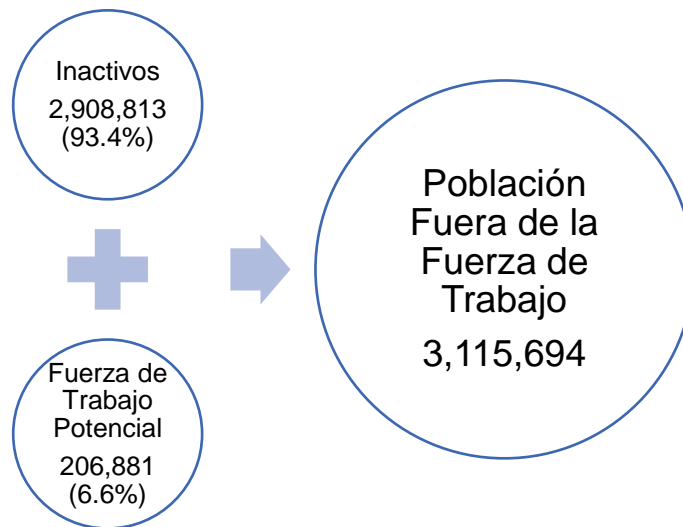 Inactivos
2,908,813
(93.4%)
Fuerza de
Trabajo
Potencial
206,881
(6.6%)
Población
Fuera de la
Fuerza de
Trabajo
3,115,694